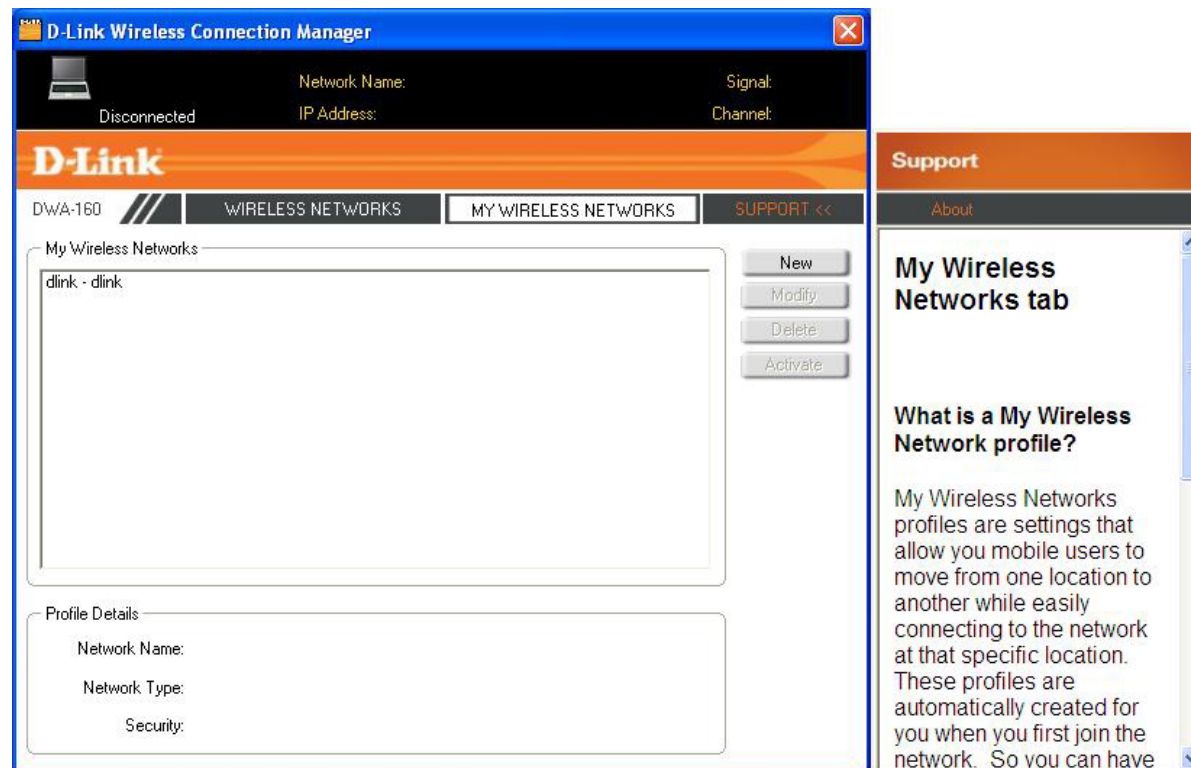 D-Link Wireless Connection Manager
Network Name:
Signal:
Disconnected
IP Address:
Channel:
D-Link
DWA-160
WIRELESS NETWORKS
MY WIRELESS NETWORKS
SUPPORT <<
My Wireless Networks
dlink - dlink
New
Modify
Delete
Activate
Profile Details
Network Name:
Network Type:
Security:
Support
About
My Wireless
Networks tab
What is a My Wireless
Network profile?
My Wireless Networks
profiles are settings that
allow you mobile users to
move from one location to
another while easily
connecting to the network
at that specific location.
These profiles are
automatically created for
you when you first join the
network. So you can have